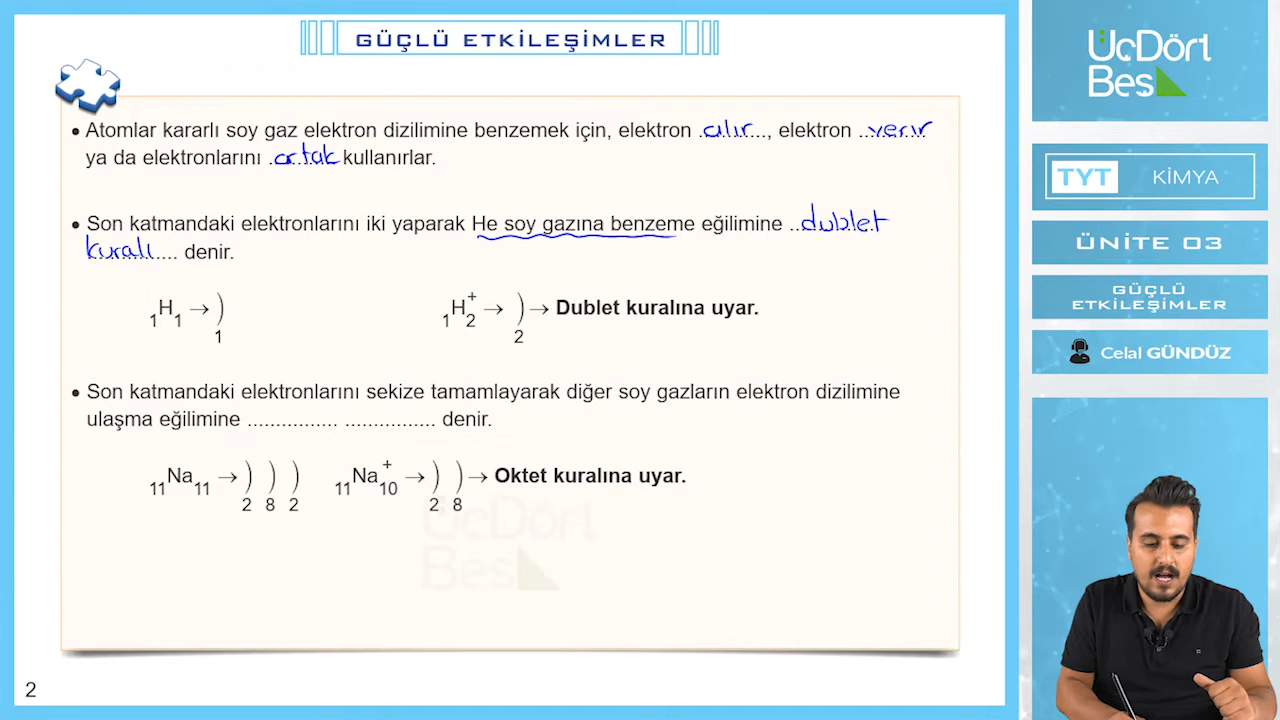 GÜÇLÜ ETKİLEŞİMLER
• Atomlar kararlı soy gaz elektron dizilimine benzemek için, elektron .alır..., elektron ..verir
ya da elektronlarını .ortak kullanırlar.
• Son katmandaki elektronlarını iki yaparak He soy gazına benzeme eğilimine ..dublet
kuralı.... denir.
₁H₁ → )
1
₁H₂⁺ → ) → Dublet kuralına uyar.
2
• Son katmandaki elektronlarını sekize tamamlayarak diğer soy gazların elektron dizilimine
ulaşma eğilimine ................ ................ denir.
₁₁Na₁₁ → ) ) )
2 8 2
₁₁Na₁₀⁺ → ) ) → Oktet kuralına uyar.
2 8
ÜçDört
Beş
2
ÜçDört
Beş
TYT KİMYA
ÜNİTE 03
GÜÇLÜ
ETKİLEŞİMLER
Celal GÜNDÜZ